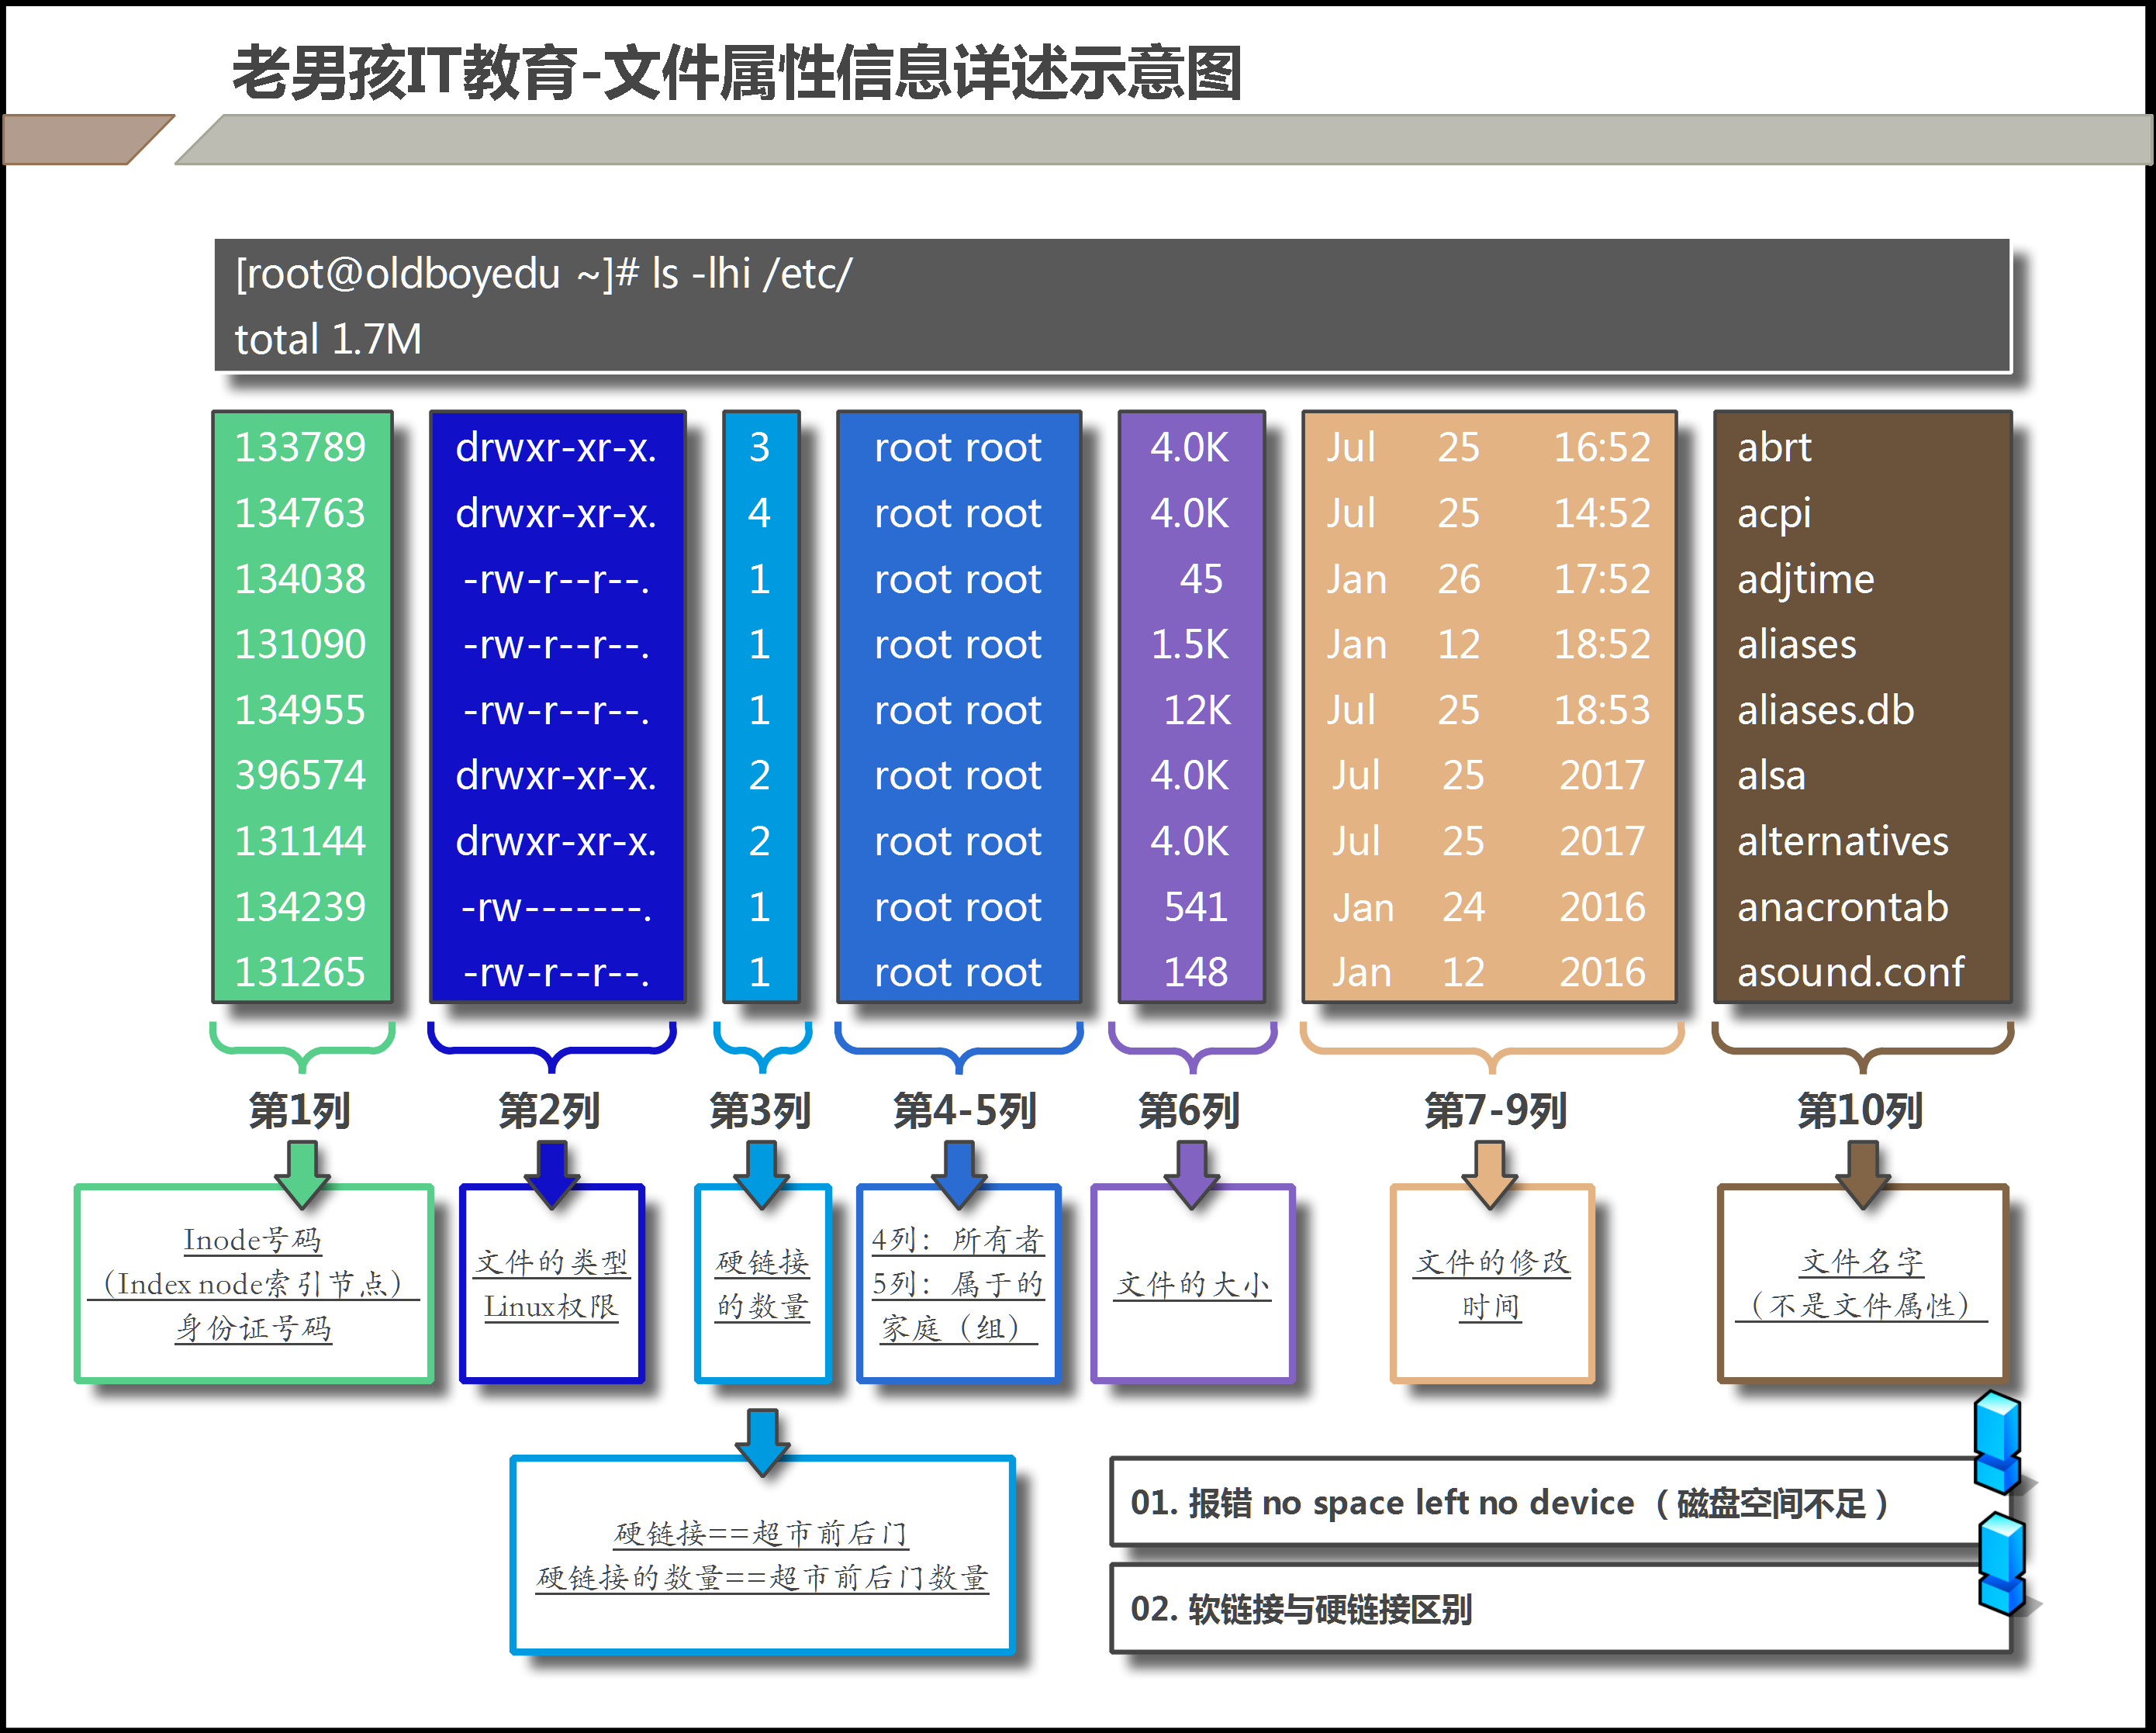 老男孩IT教育-文件属性信息详述示意图
[root@oldboyedu ~]# ls -lhi /etc/
total 1.7M
133789 drwxr-xr-x. 3 root root 4.0K Jul 25 16:52 abrt
134763 drwxr-xr-x. 4 root root 4.0K Jul 25 14:52 acpi
134038 -rw-r--r--. 1 root root 45 Jan 26 17:52 adjtime
131090 -rw-r--r--. 1 root root 1.5K Jan 12 18:52 aliases
134955 -rw-r--r--. 1 root root 12K Jul 25 18:53 aliases.db
396574 drwxr-xr-x. 2 root root 4.0K Jul 25 2017 alsa
131144 drwxr-xr-x. 2 root root 4.0K Jul 25 2017 alternatives
134239 -rw-------. 1 root root 541 Jan 24 2016 anacrontab
131265 -rw-r--r--. 1 root root 148 Jan 12 2016 asound.conf
第1列 第2列 第3列 第4-5列 第6列 第7-9列 第10列
Inode号码
（Index node索引节点）
身份证号码
文件的类型
Linux权限
硬链接
的数量
4列：所有者
5列：属于的
家庭（组）
文件的大小
文件的修改
时间
文件名字
（不是文件属性）
硬链接==超市前后门
硬链接的数量==超市前后门数量
01. 报错 no space left no device （磁盘空间不足）
02. 软链接与硬链接区别